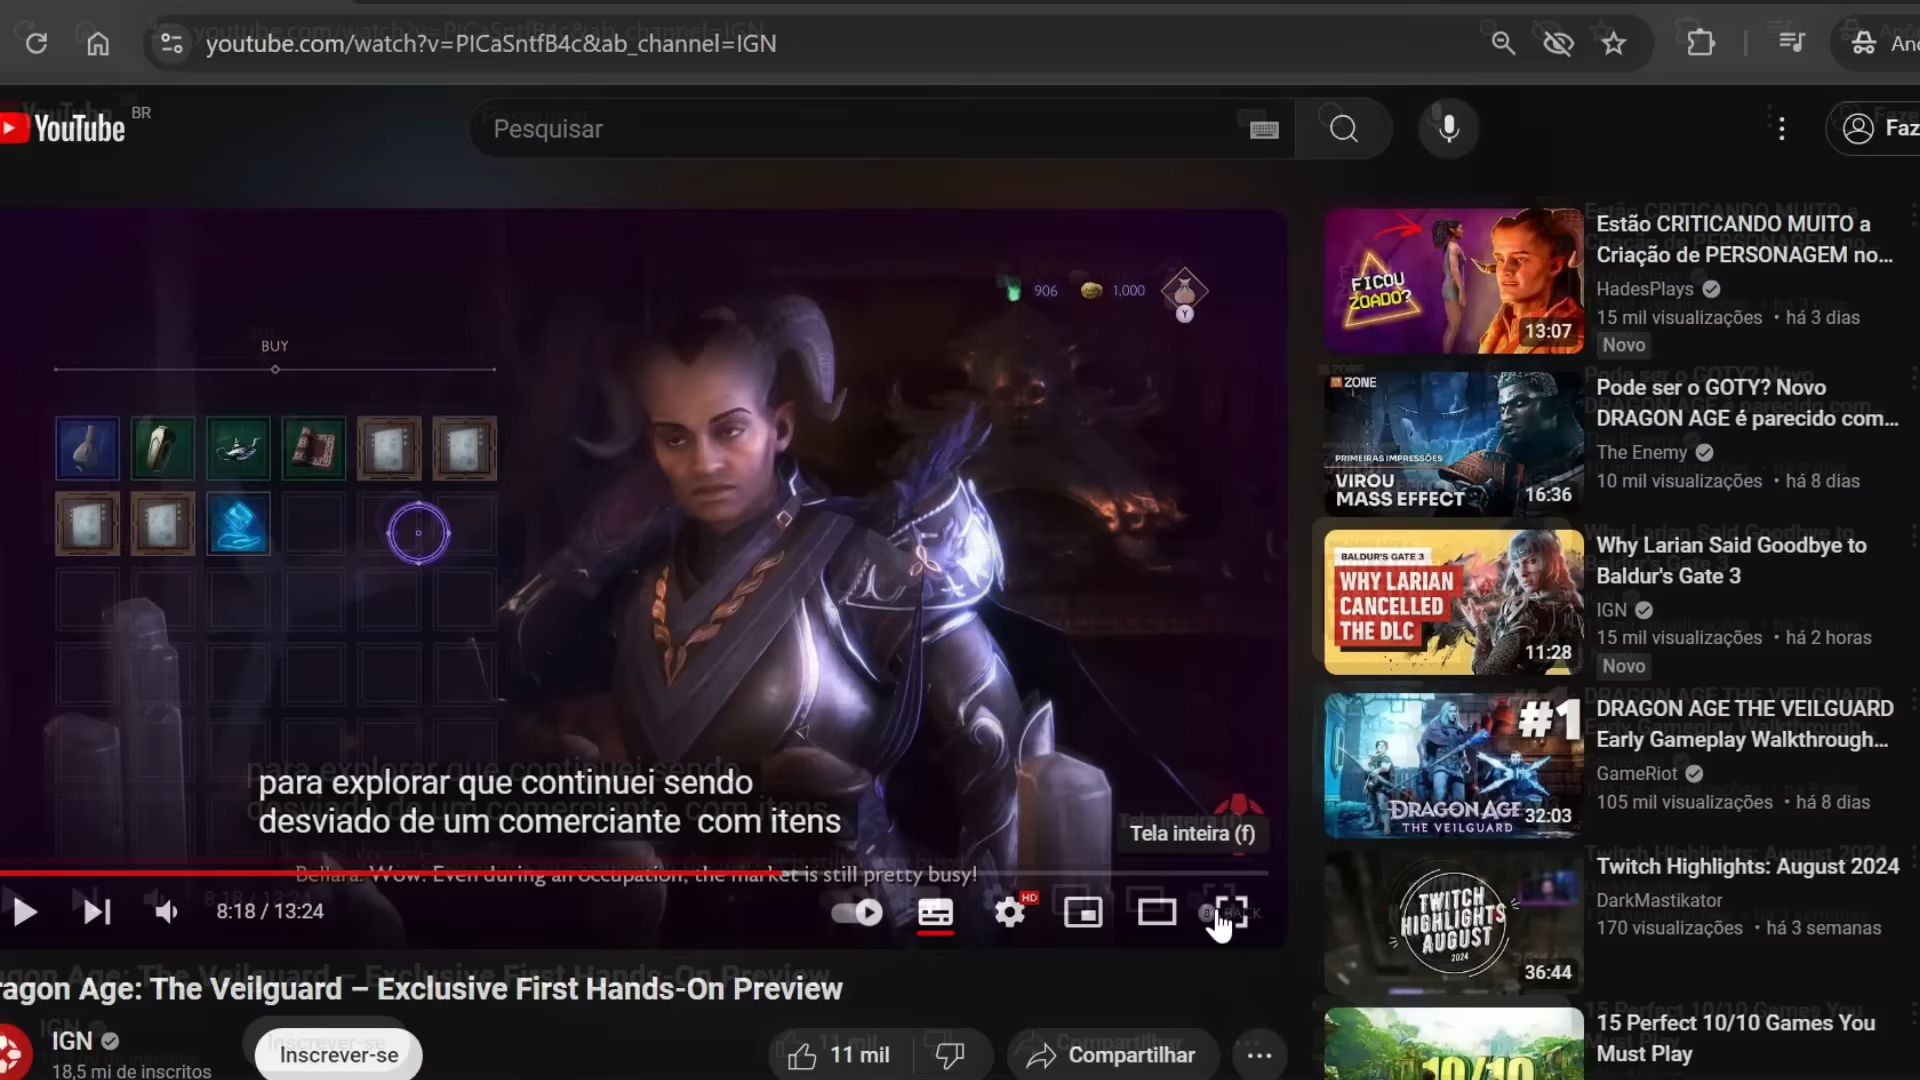 youtube.com/watch?v=PICaSntfB4c&ab_channel=IGN
YouTube BR
Pesquisar
Faz
BUY
906
1,000
Y
para explorar que continuei sendo
desviado de um comerciante com itens
Tela inteira (f)
Bellara: Wow. Even during an occupation, the market is still pretty busy!
8:18 / 13:24
HD
agon Age: The Veilguard – Exclusive First Hands-On Preview
IGN
18,5 mi de inscritos
Inscrever-se
11 mil
Compartilhar
FICOU
ZOADO?
13:07
Estão CRITICANDO MUITO a
Criação de PERSONAGEM no...
HadesPlays
15 mil visualizações • há 3 dias
Novo
ZONE
PRIMEIRAS IMPRESSÕES
VIROU
MASS EFFECT
16:36
Pode ser o GOTY? Novo
DRAGON AGE é parecido com...
The Enemy
10 mil visualizações • há 8 dias
BALDUR'S GATE 3
WHY LARIAN
CANCELLED
THE DLC
11:28
Why Larian Said Goodbye to
Baldur's Gate 3
IGN
15 mil visualizações • há 2 horas
Novo
#1
DRAGON AGE
THE VEILGUARD
32:03
DRAGON AGE THE VEILGUARD
Early Gameplay Walkthrough...
GameRiot
105 mil visualizações • há 8 dias
TWITCH
HIGHLIGHTS
AUGUST
2024
36:44
Twitch Highlights: August 2024
DarkMastikator
170 visualizações • há 3 semanas
10/10
15 Perfect 10/10 Games You
Must Play